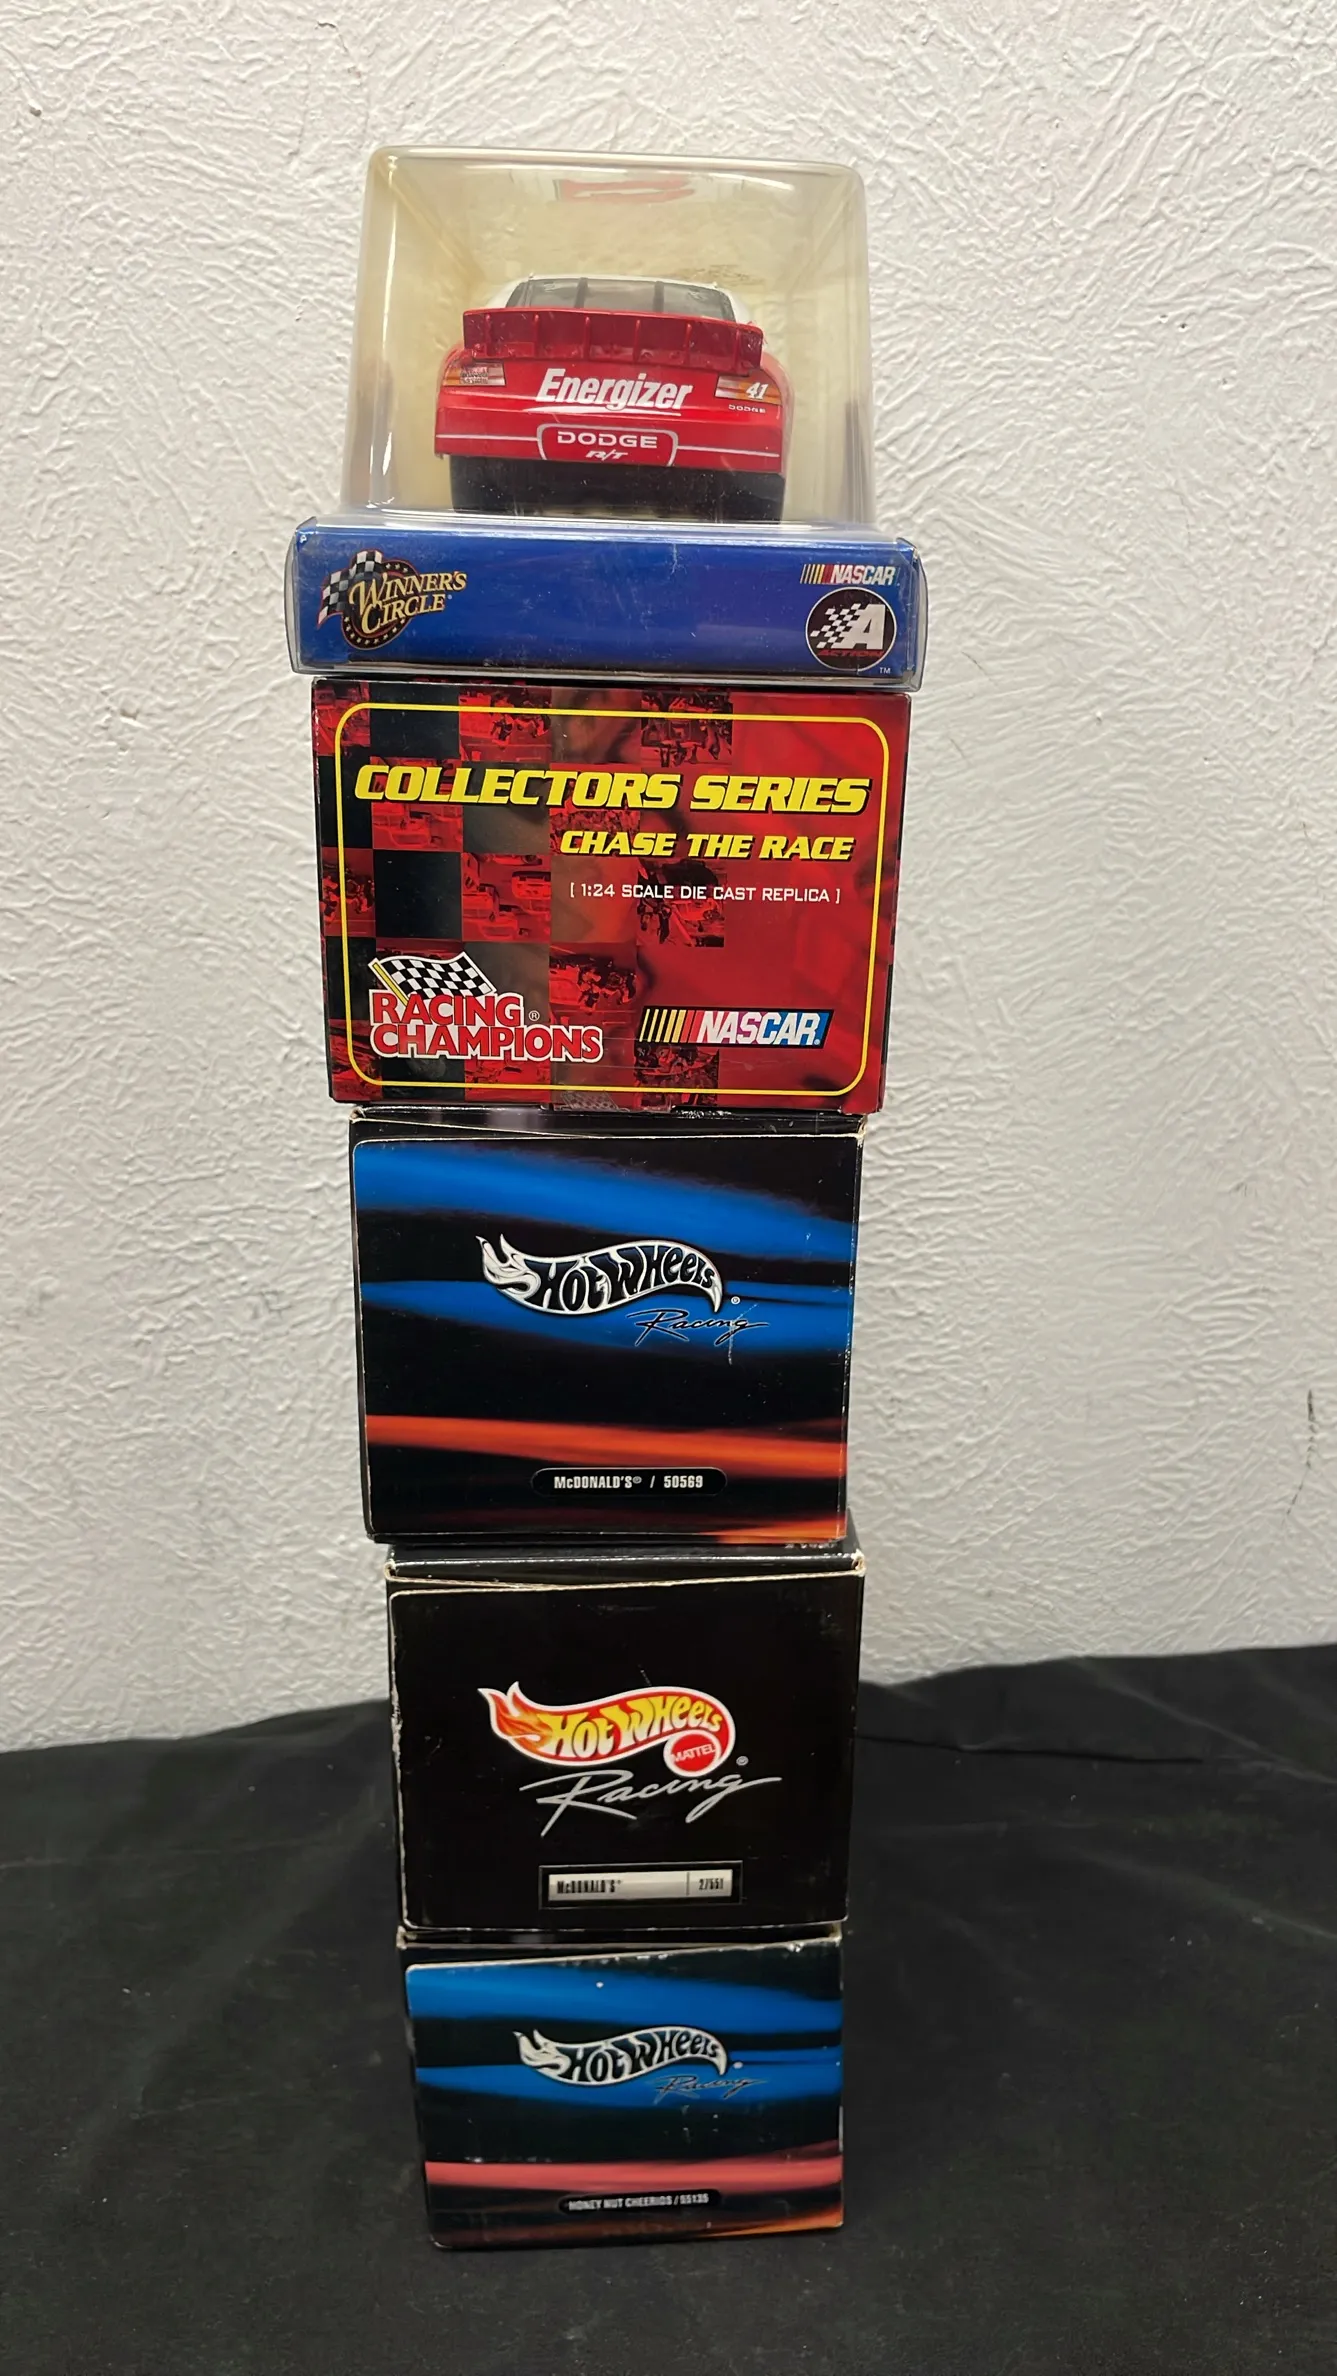 Energizer
41
DODGE
DODGE
R/T
WINNER'S
CIRCLE
NASCAR
A
ACTION
TM
COLLECTORS SERIES
CHASE THE RACE
[ 1:24 SCALE DIE CAST REPLICA ]
RACING
CHAMPIONS®
NASCAR®
Hot Wheels®
Racing
McDONALD'S® / 50569
Hot Wheels
MATTEL
Racing®
McDONALD'S® 27551
Hot Wheels
Racing
HONEY NUT CHEERIOS / 55135